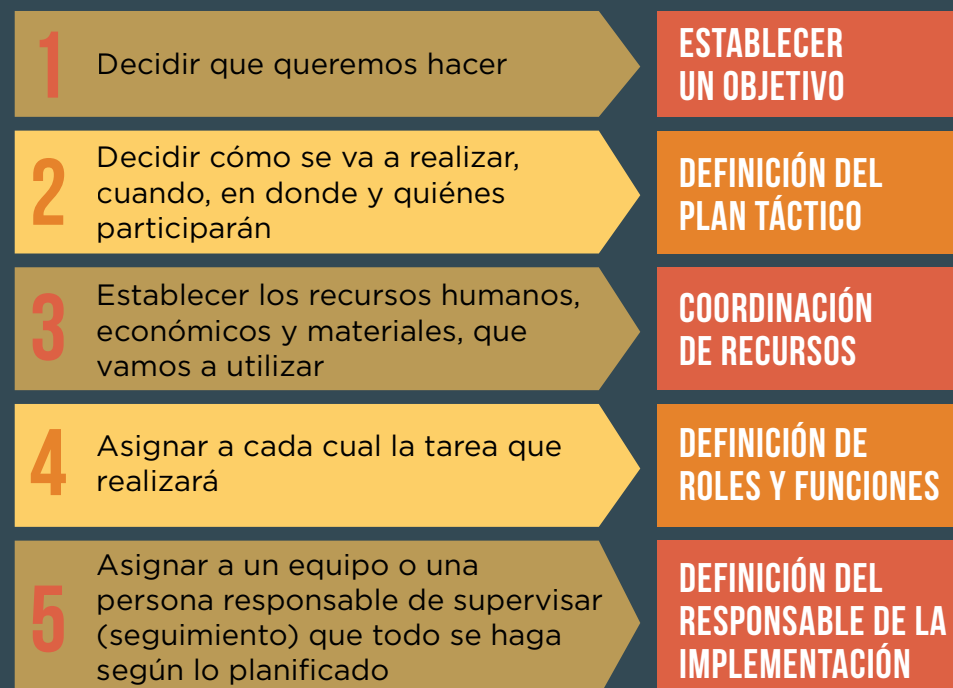 1
Decidir que queremos hacer
ESTABLECER
UN OBJETIVO
2
Decidir cómo se va a realizar,
cuando, en donde y quiénes
participarán
DEFINICIÓN DEL
PLAN TÁCTICO
3
Establecer los recursos humanos,
económicos y materiales, que
vamos a utilizar
COORDINACIÓN
DE RECURSOS
4
Asignar a cada cual la tarea que
realizará
DEFINICIÓN DE
ROLES Y FUNCIONES
5
Asignar a un equipo o una
persona responsable de supervisar
(seguimiento) que todo se haga
según lo planificado
DEFINICIÓN DEL
RESPONSABLE DE LA
IMPLEMENTACIÓN